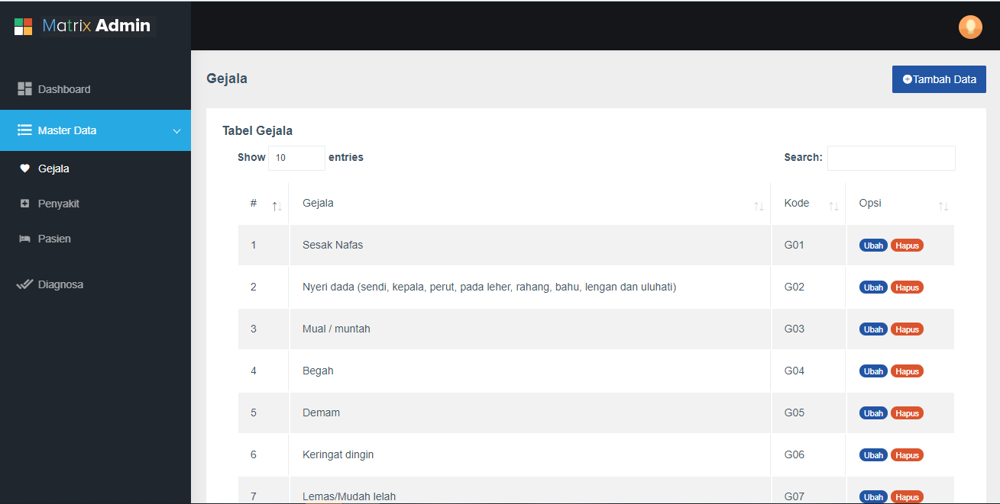 Matrix Admin
Dashboard
Master Data
Gejala
Penyakit
Pasien
Diagnosa
Gejala
Tambah Data
Tabel Gejala
Show 10 entries
Search:
# Gejala Kode Opsi
1 Sesak Nafas G01 Ubah Hapus
2 Nyeri dada (sendi, kepala, perut, pada leher, rahang, bahu, lengan dan uluhati) G02 Ubah Hapus
3 Mual / muntah G03 Ubah Hapus
4 Begah G04 Ubah Hapus
5 Demam G05 Ubah Hapus
6 Keringat dingin G06 Ubah Hapus
7 Lemas/Mudah lelah G07 Ubah Hapus